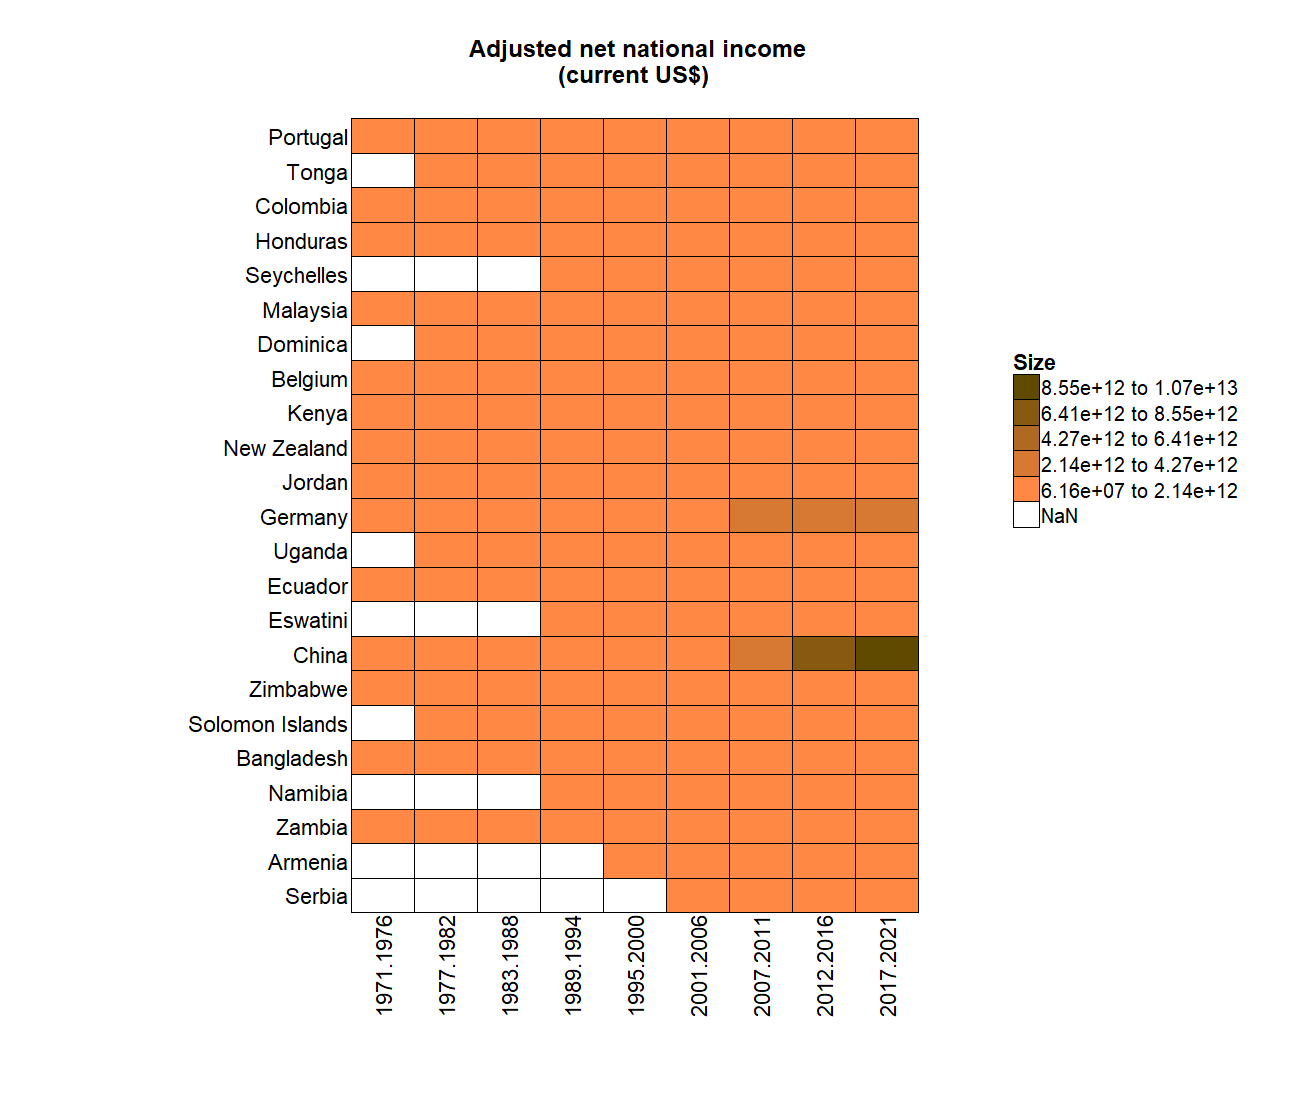 Adjusted net national income
(current US$)
Portugal
Tonga
Colombia
Honduras
Seychelles
Malaysia
Dominica
Belgium
Kenya
New Zealand
Jordan
Germany
Uganda
Ecuador
Eswatini
China
Zimbabwe
Solomon Islands
Bangladesh
Namibia
Zambia
Armenia
Serbia
1971.1976
1977.1982
1983.1988
1989.1994
1995.2000
2001.2006
2007.2011
2012.2016
2017.2021
Size
8.55e+12 to 1.07e+13
6.41e+12 to 8.55e+12
4.27e+12 to 6.41e+12
2.14e+12 to 4.27e+12
6.16e+07 to 2.14e+12
NaN